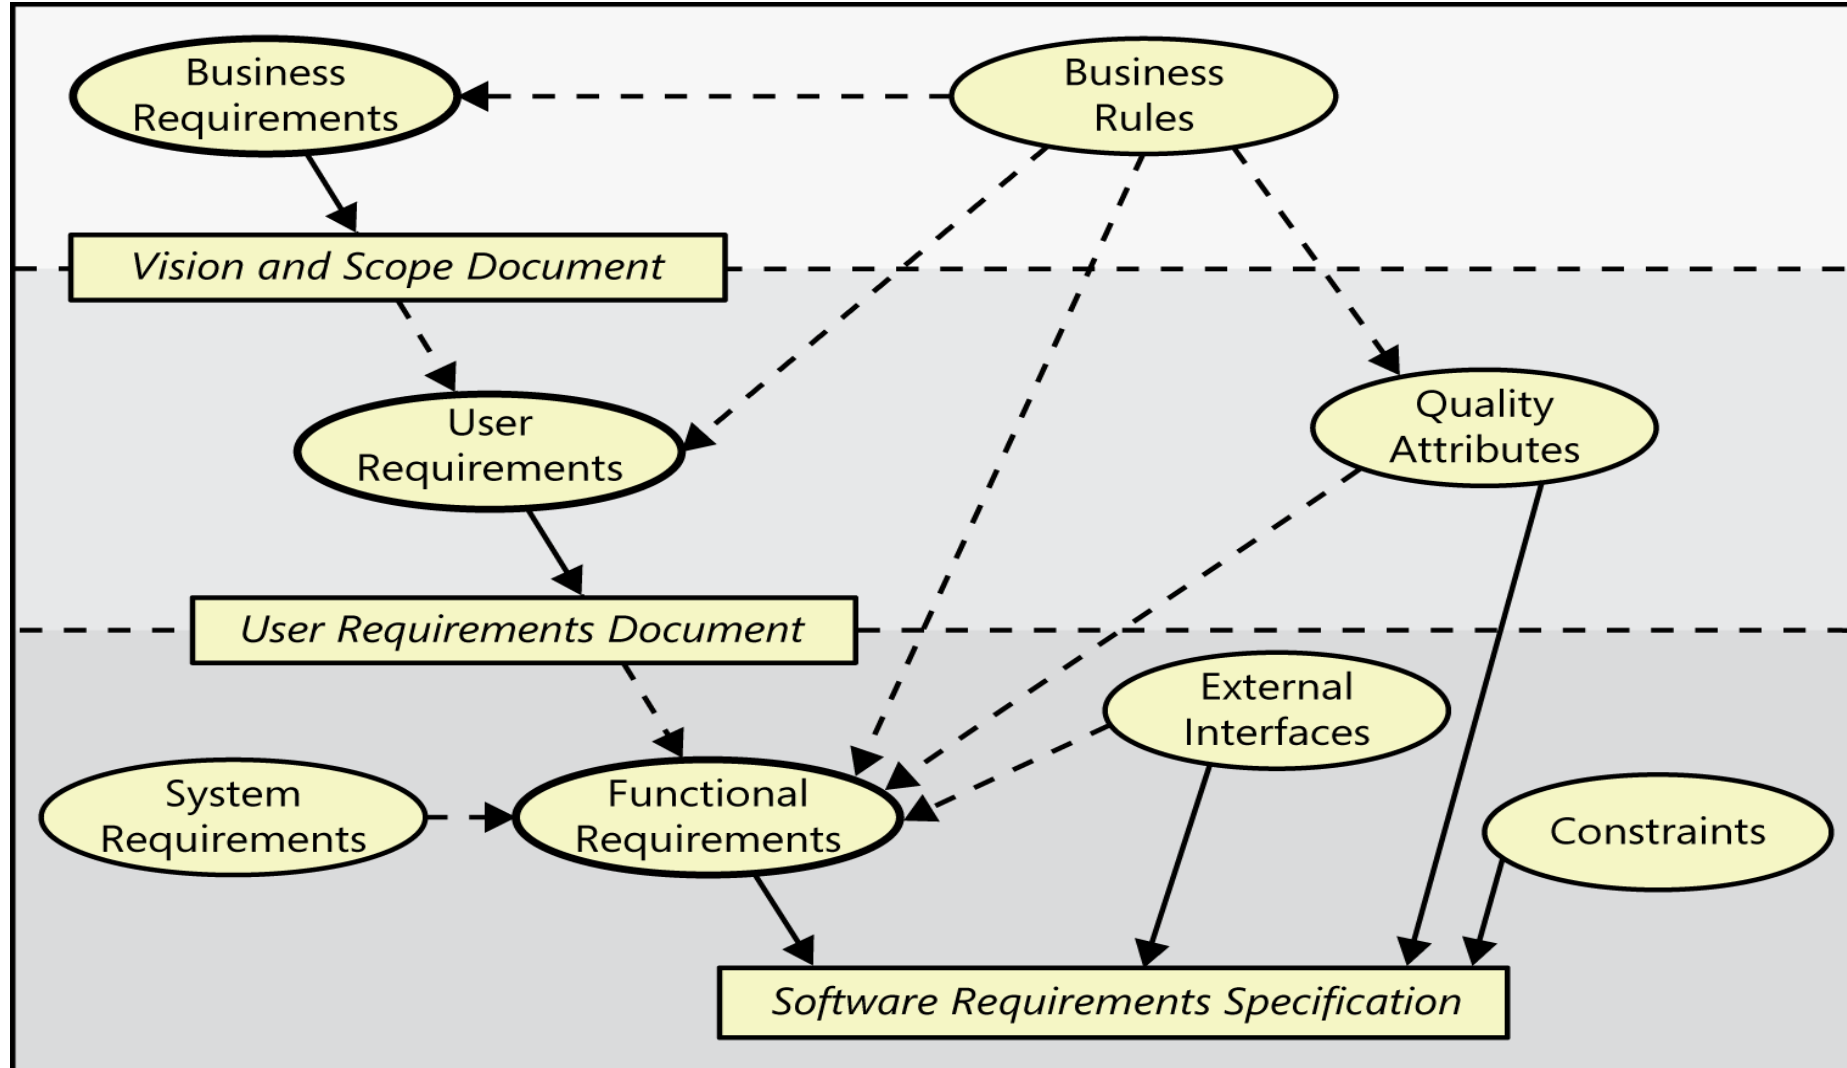 Business
Requirements
Business
Rules
Vision and Scope Document
User
Requirements
Quality
Attributes
User Requirements Document
External
Interfaces
System
Requirements
Functional
Requirements
Constraints
Software Requirements Specification